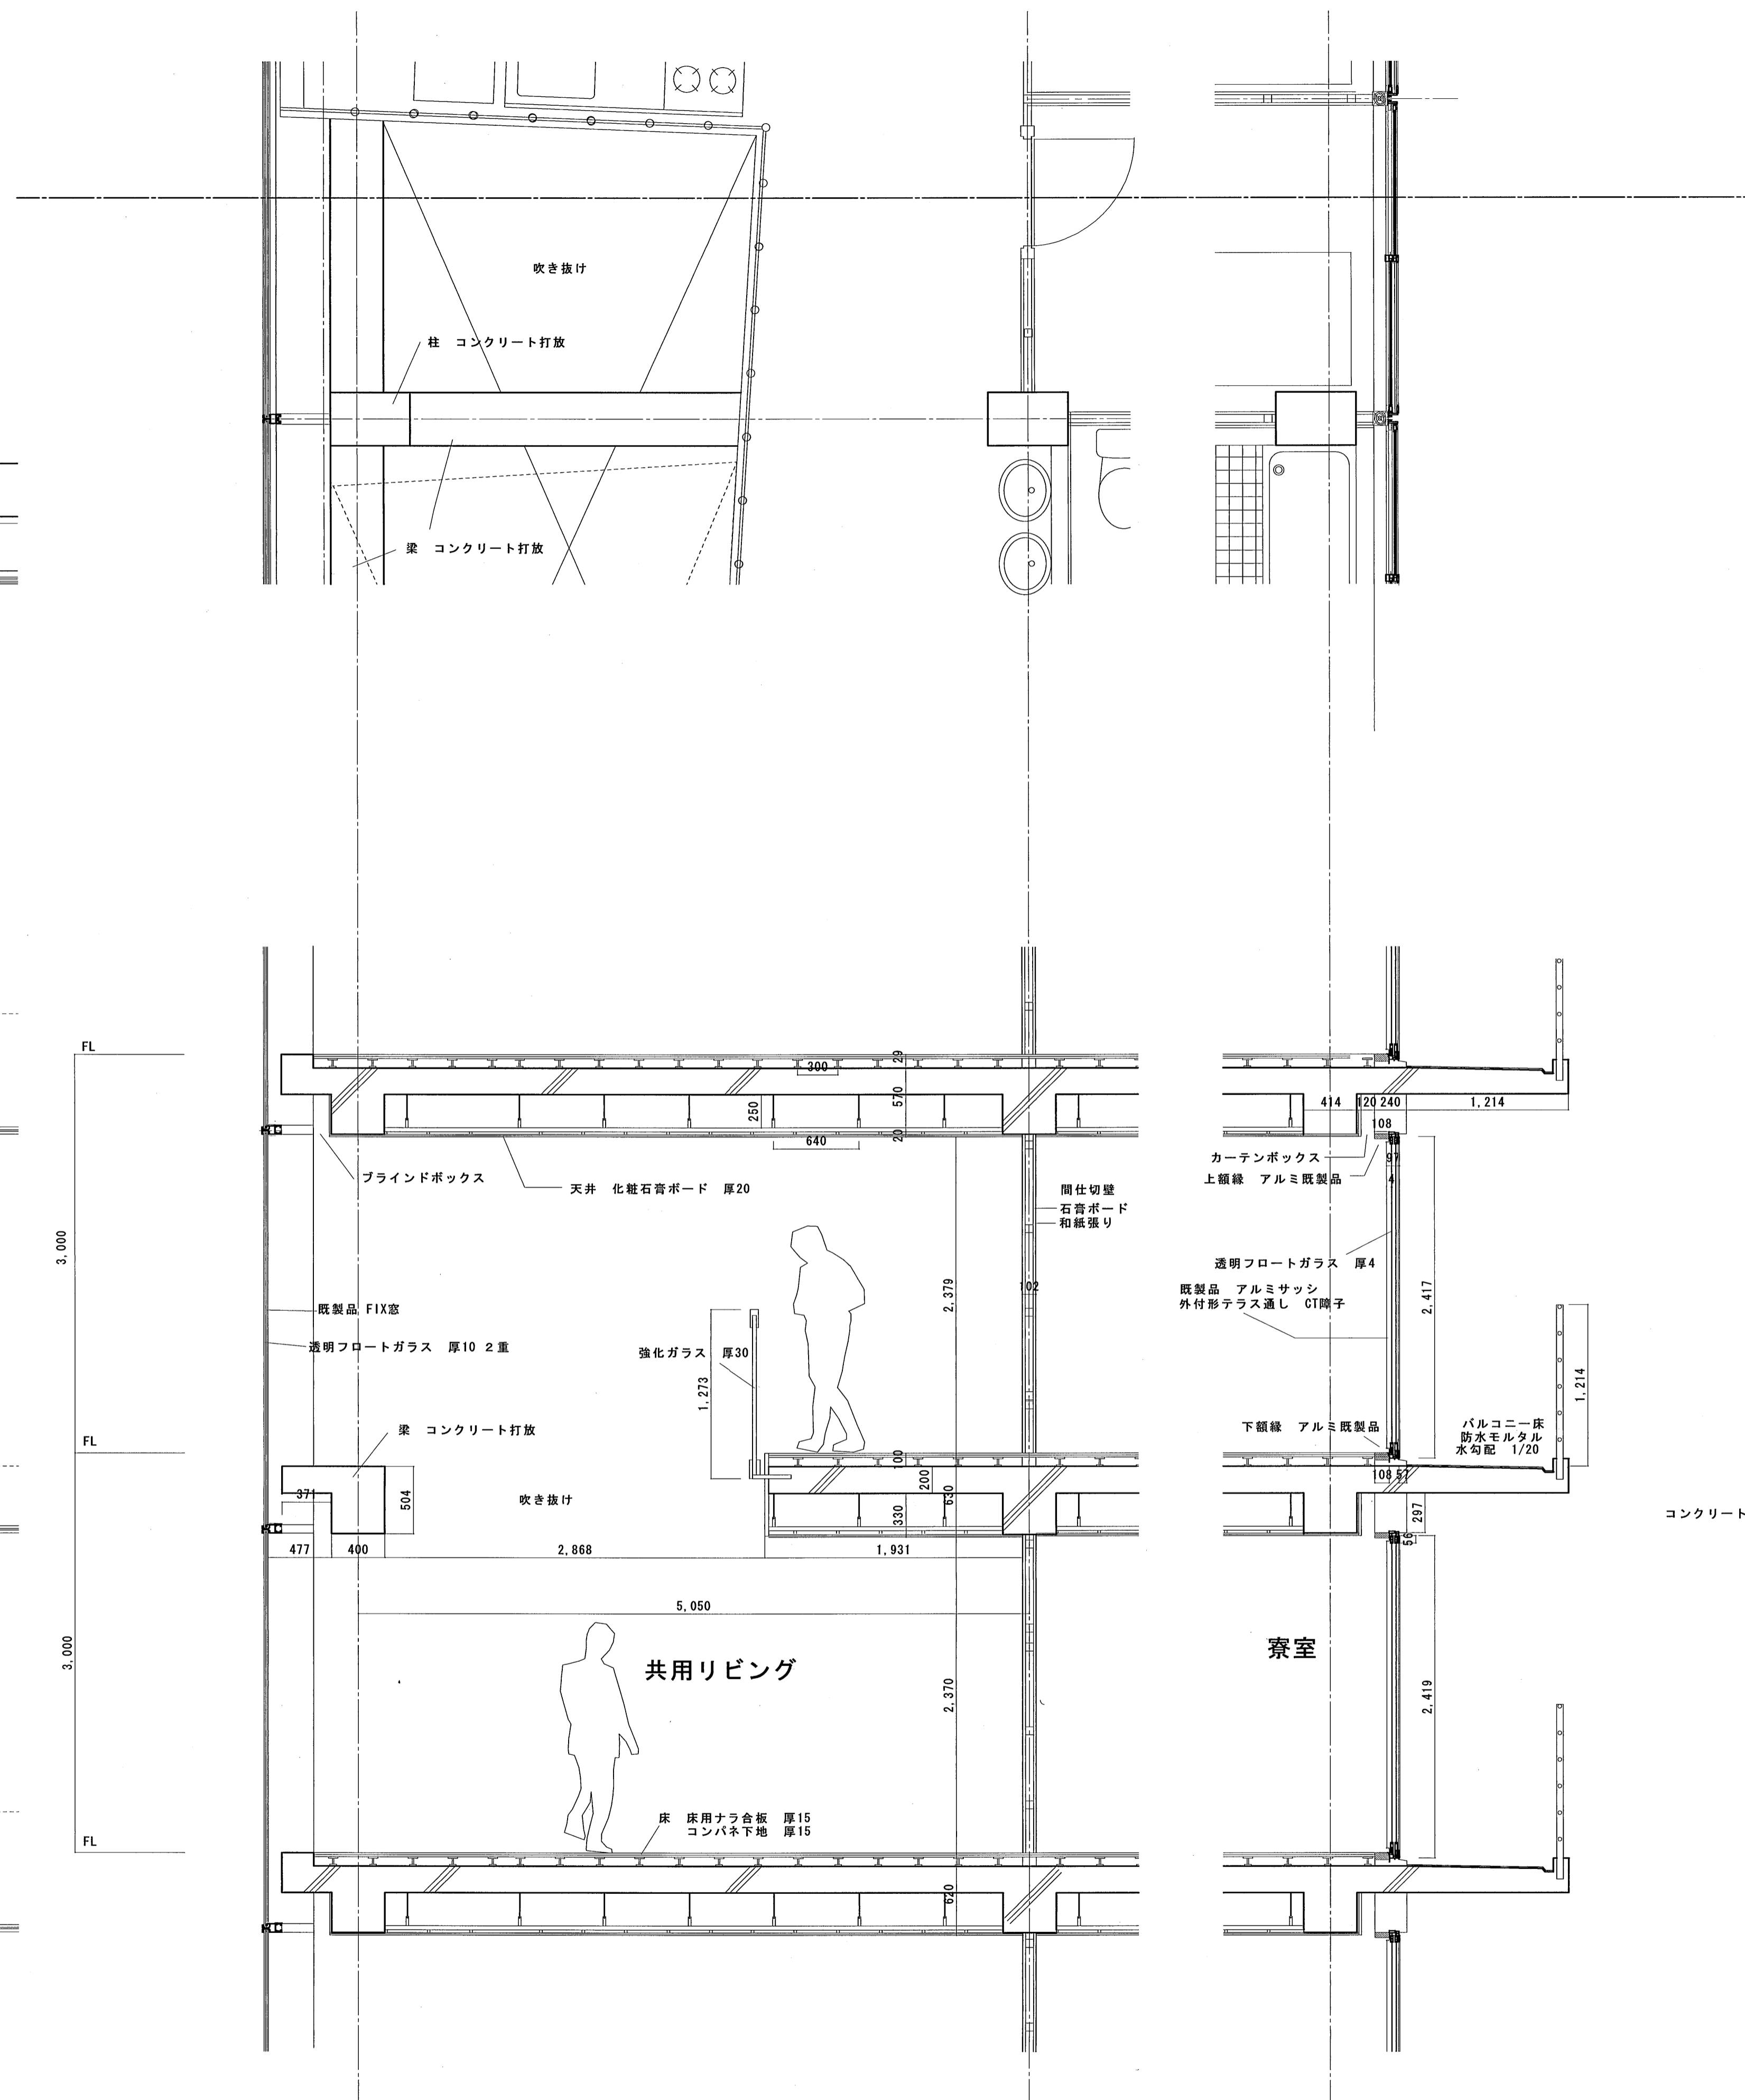 吹き抜け
柱　コンクリート打放
梁　コンクリート打放
FL
29
300
570
250
20
640
414
120
240
1,214
108
カーテンボックス
97
上額縁　アルミ既製品
4
ブラインドボックス
天井　化粧石膏ボード　厚20
間仕切壁
石膏ボード
和紙張り
3,000
透明フロートガラス　厚4
既製品　アルミサッシ
外付形テラス通し　CT障子
2,379
102
2,417
既製品 FIX窓
透明フロートガラス　厚10 2重
強化ガラス　厚30
1,273
1,214
梁　コンクリート打放
下額縁　アルミ既製品
バルコニー床
防水モルタル
水勾配　1/20
FL
100
200
630
330
371
504
吹き抜け
108
57
297
56
コンクリート
477
400
2,868
1,931
5,050
共用リビング
寮室
3,000
2,370
2,419
床　床用ナラ合板　厚15
コンパネ下地　厚15
FL
620